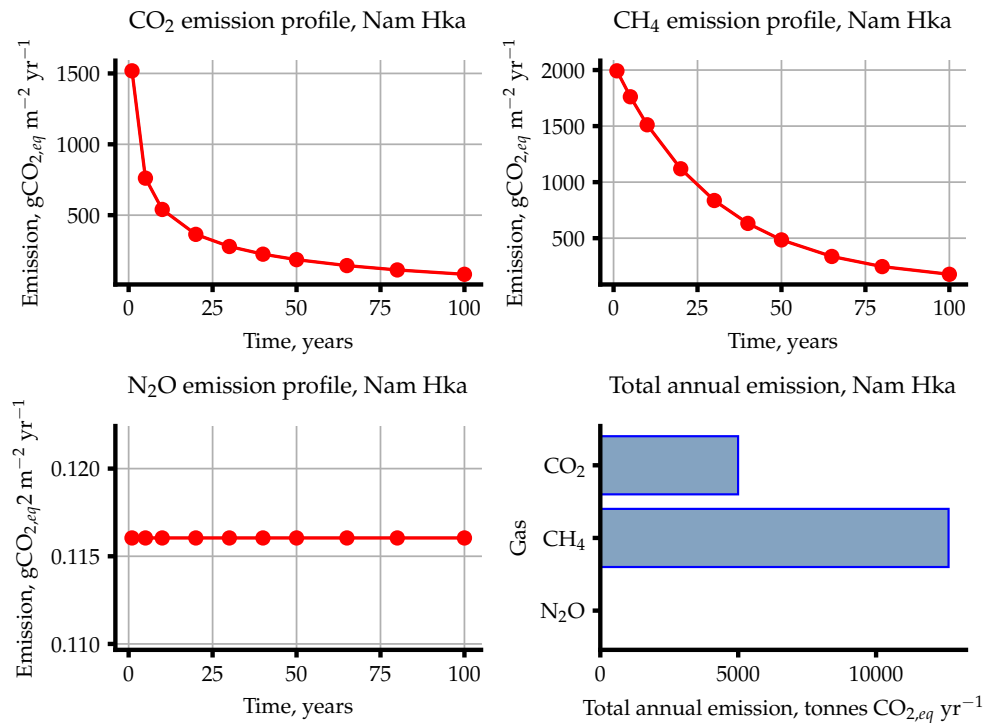 CO₂ emission profile, Nam Hka
Emission, gCO₂,eq m⁻² yr⁻¹
1500
1000
500
0 25 50 75 100
Time, years
CH₄ emission profile, Nam Hka
Emission, gCO₂,eq m⁻² yr⁻¹
2000
1500
1000
500
0 25 50 75 100
Time, years
N₂O emission profile, Nam Hka
Emission, gCO₂,eq2 m⁻² yr⁻¹
0.120
0.115
0.110
0 25 50 75 100
Time, years
Total annual emission, Nam Hka
Gas
CO₂
CH₄
N₂O
0 5000 10000
Total annual emission, tonnes CO₂,eq yr⁻¹